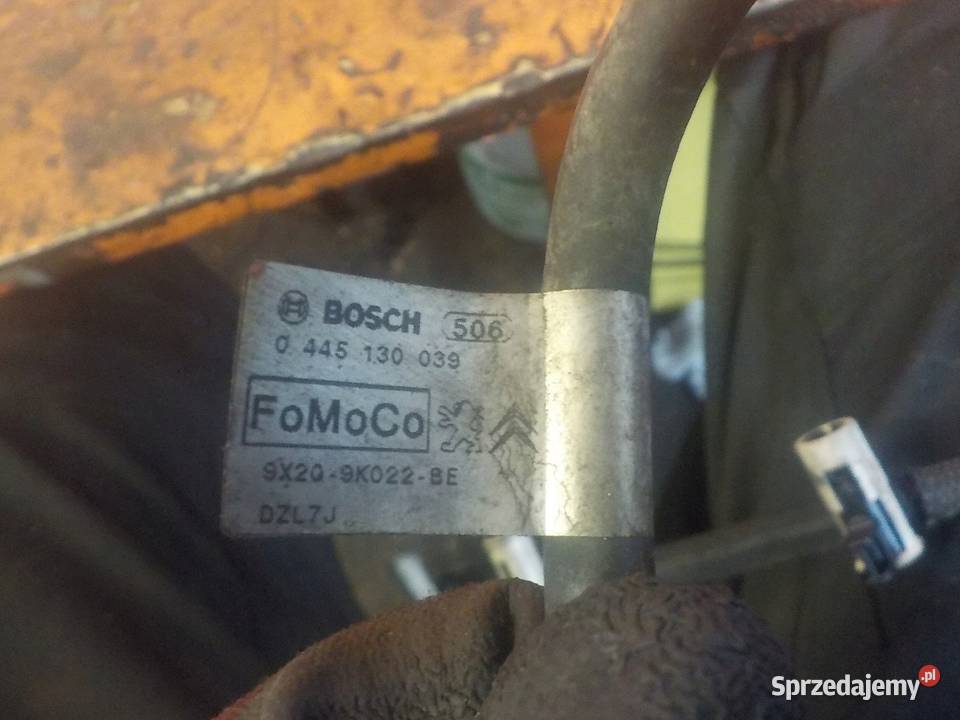 BOSCH 506
0 445 130 039
FoMoCo
9X2Q-9K022-BE
DZL7J
Sprzedajemy.pl